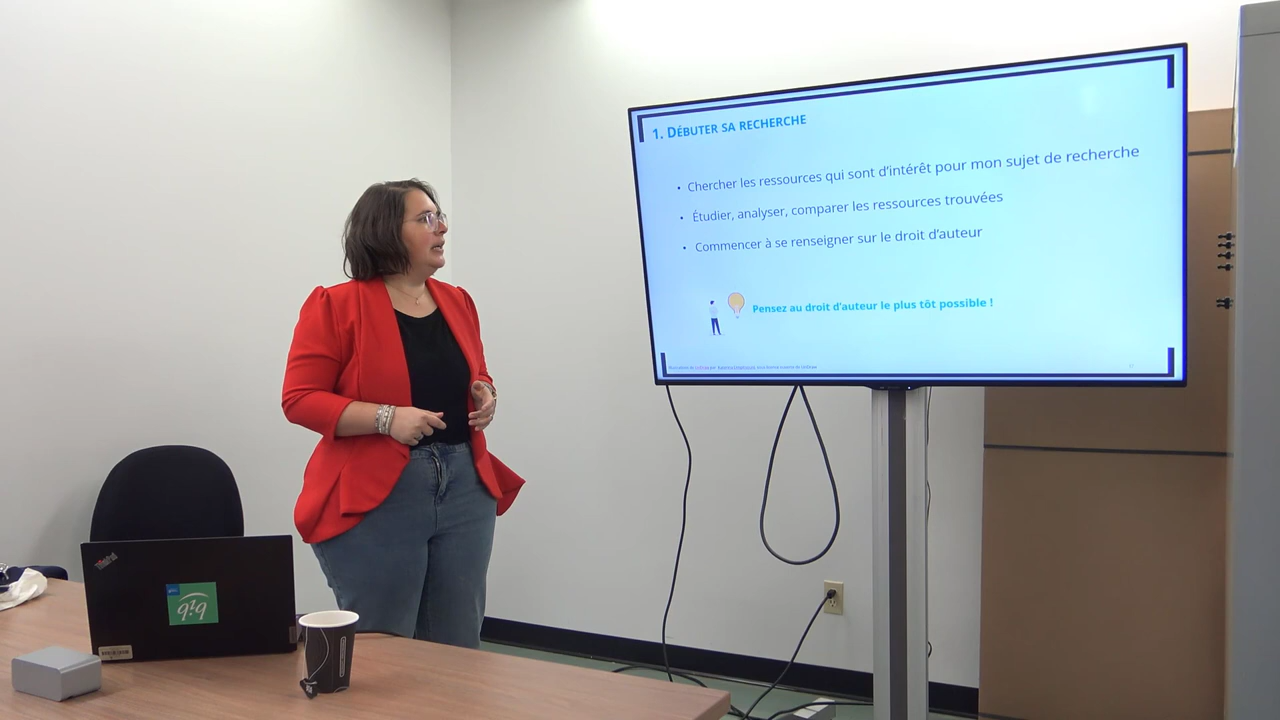 1. DÉBUTER SA RECHERCHE
• Chercher les ressources qui sont d'intérêt pour mon sujet de recherche
• Étudier, analyser, comparer les ressources trouvées
• Commencer à se renseigner sur le droit d'auteur
Pensez au droit d'auteur le plus tôt possible !
ThinkPad